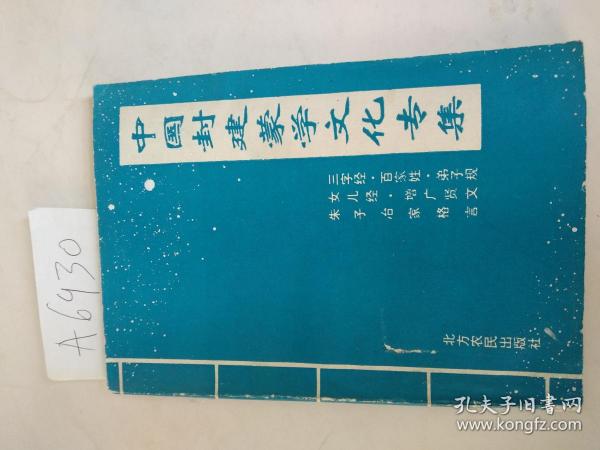 中國封建蒙学文化专集
三字经·百家姓·弟子规
女儿经·增广贤文
朱子治家格言
北方农民出版社
A6430
孔夫子旧书网
www.kongfz.com